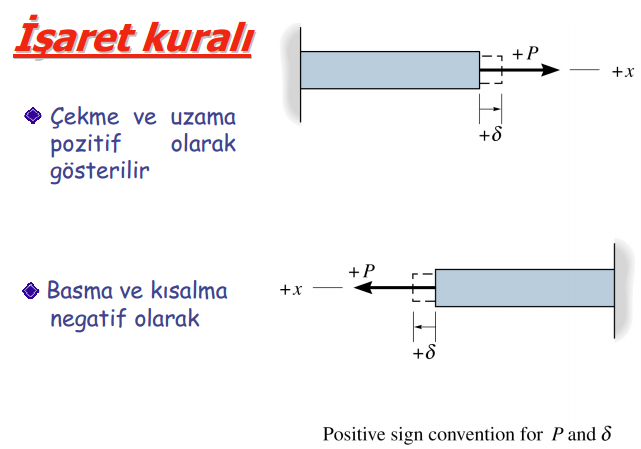 İşaret kuralı
Çekme ve uzama
pozitif olarak
gösterilir
+P
+x
+δ
Basma ve kısalma
negatif olarak
+x
+P
+δ
Positive sign convention for P and δ